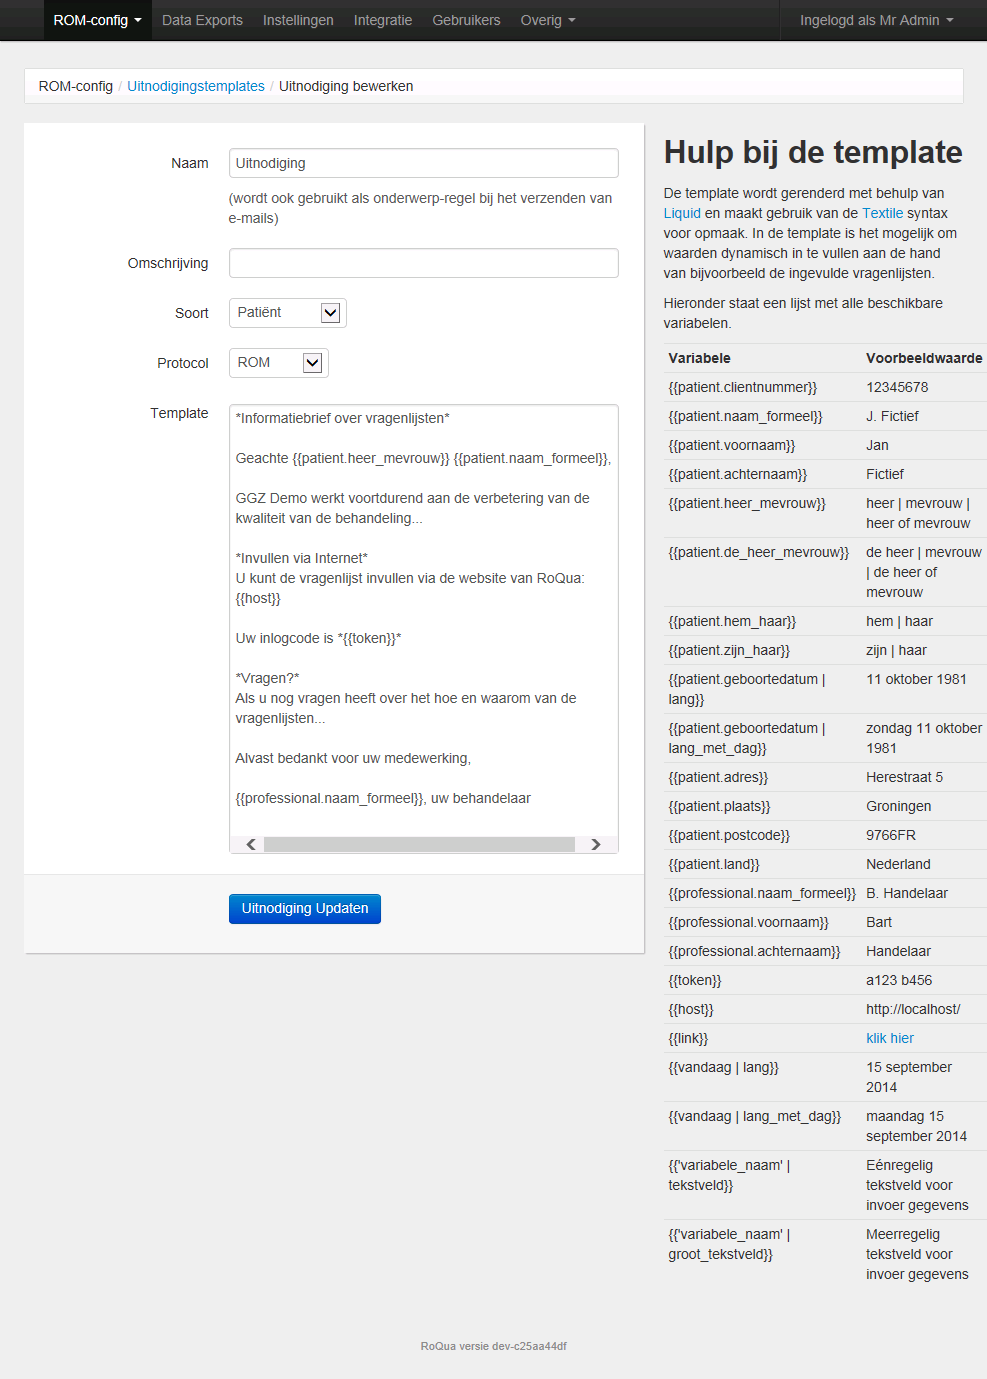 ROM-config Data Exports Instellingen Integratie Gebruikers Overig Ingelogd als Mr Admin
ROM-config / Uitnodigingstemplates / Uitnodiging bewerken
Naam
Uitnodiging
(wordt ook gebruikt als onderwerp-regel bij het verzenden van
e-mails)
Omschrijving
Soort
Patiënt
Protocol
ROM
Template
*Informatiebrief over vragenlijsten*
Geachte {{patient.heer_mevrouw}} {{patient.naam_formeel}},
GGZ Demo werkt voortdurend aan de verbetering van de
kwaliteit van de behandeling...
*Invullen via Internet*
U kunt de vragenlijst invullen via de website van RoQua:
{{host}}
Uw inlogcode is *{{token}}*
*Vragen?*
Als u nog vragen heeft over het hoe en waarom van de
vragenlijsten...
Alvast bedankt voor uw medewerking,
{{professional.naam_formeel}}, uw behandelaar
Uitnodiging Updaten
Hulp bij de template
De template wordt gerenderd met behulp van
Liquid en maakt gebruik van de Textile syntax
voor opmaak. In de template is het mogelijk om
waarden dynamisch in te vullen aan de hand
van bijvoorbeeld de ingevulde vragenlijsten.
Hieronder staat een lijst met alle beschikbare
variabelen.
Variabele Voorbeeldwaarde
{{patient.clientnummer}} 12345678
{{patient.naam_formeel}} J. Fictief
{{patient.voornaam}} Jan
{{patient.achternaam}} Fictief
{{patient.heer_mevrouw}} heer | mevrouw |
heer of mevrouw
{{patient.de_heer_mevrouw}} de heer | mevrouw
| de heer of
mevrouw
{{patient.hem_haar}} hem | haar
{{patient.zijn_haar}} zijn | haar
{{patient.geboortedatum | 11 oktober 1981
lang}}
{{patient.geboortedatum | zondag 11 oktober
lang_met_dag}} 1981
{{patient.adres}} Herestraat 5
{{patient.plaats}} Groningen
{{patient.postcode}} 9766FR
{{patient.land}} Nederland
{{professional.naam_formeel}} B. Handelaar
{{professional.voornaam}} Bart
{{professional.achternaam}} Handelaar
{{token}} a123 b456
{{host}} http://localhost/
{{link}} klik hier
{{vandaag | lang}} 15 september
2014
{{vandaag | lang_met_dag}} maandag 15
september 2014
{{'variabele_naam' | Eénregelig
tekstveld}} tekstveld voor
invoer gegevens
{{'variabele_naam' | Meerregelig
groot_tekstveld}} tekstveld voor
invoer gegevens
RoQua versie dev-c25aa44df